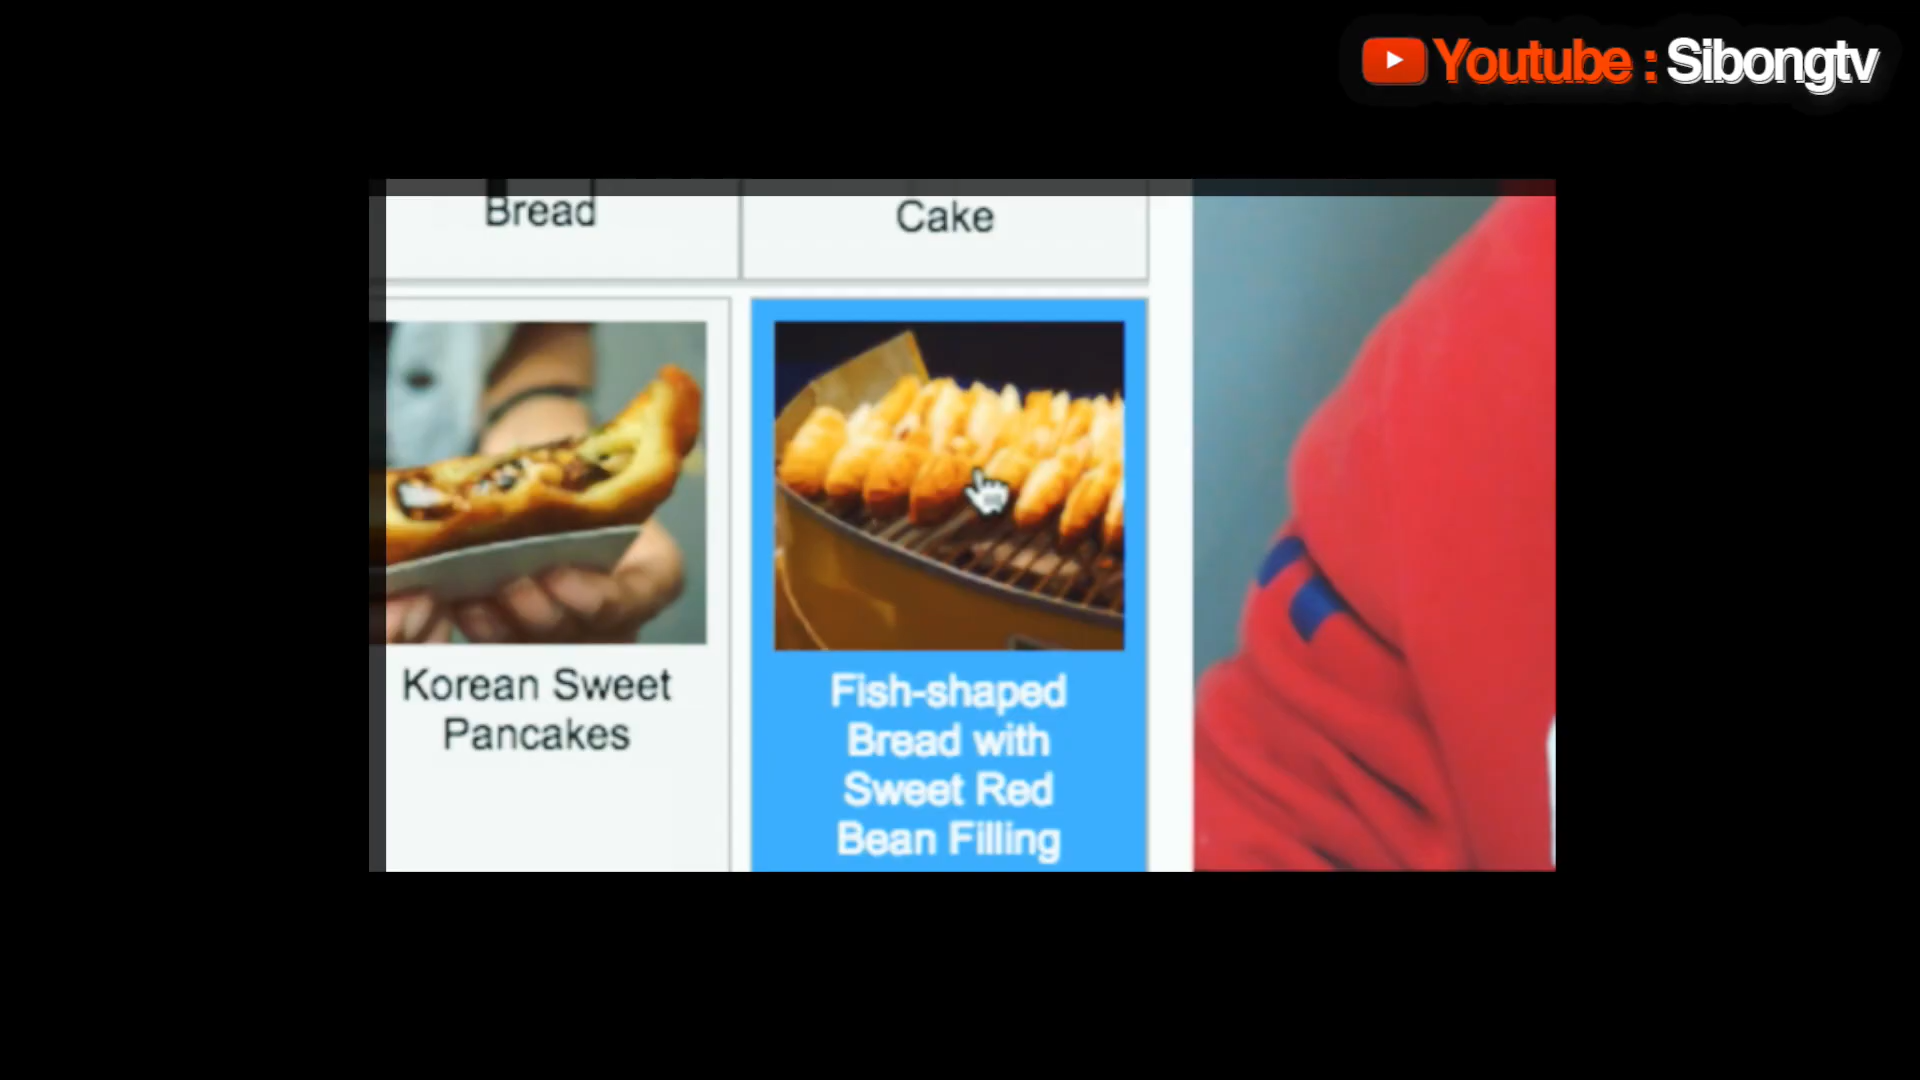 Youtube : Sibongtv
Bread
Cake
Korean Sweet
Pancakes
Fish-shaped
Bread with
Sweet Red
Bean Filling